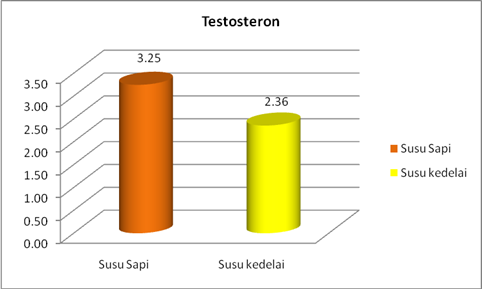 Testosteron
3.25
2.36
3.50
3.00
2.50
2.00
1.50
1.00
0.50
0.00
Susu Sapi
Susu kedelai
Susu Sapi
Susu kedelai